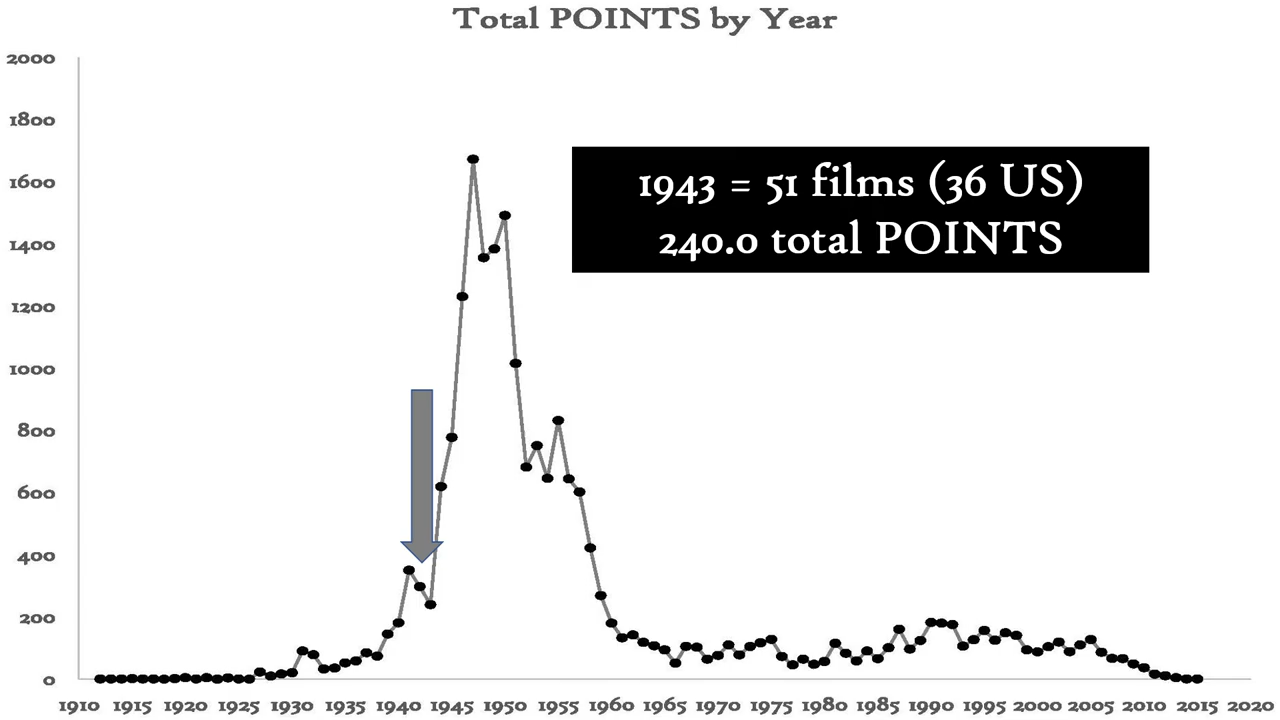 Total POINTS by Year
2000
1800
1600
1400
1200
1000
800
600
400
200
0
1943 = 51 films (36 US)
240.0 total POINTS
1910 1915 1920 1925 1930 1935 1940 1945 1950 1955 1960 1965 1970 1975 1980 1985 1990 1995 2000 2005 2010 2015 2020